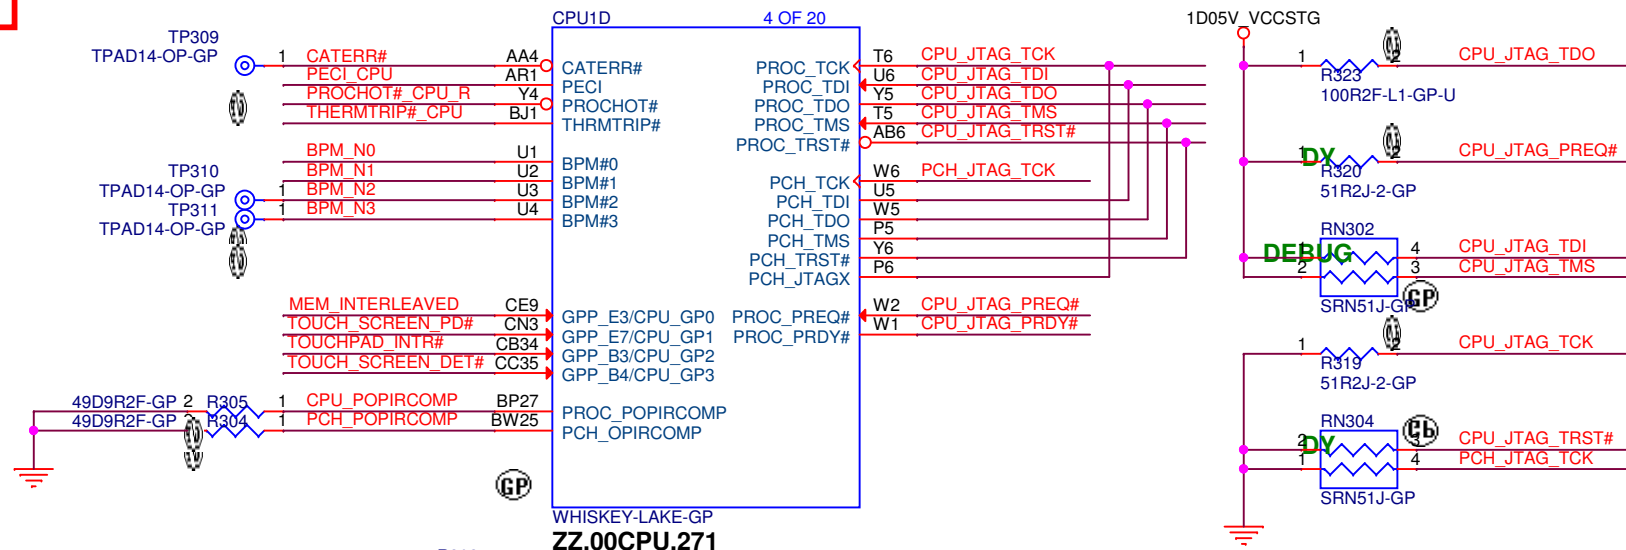 CPU1D 4 OF 20
1D05V_VCCSTG
TP309
TPAD14-OP-GP
1 CATERR# AA4 CATERR#
PECI_CPU AR1 PECI
PROCHOT#_CPU_R Y4 PROCHOT#
THERMTRIP#_CPU BJ1 THRMTRIP#
BPM_N0 U1 BPM#0
TP310 BPM_N1 U2 BPM#1
TPAD14-OP-GP 1 BPM_N2 U3 BPM#2
TP311 1 BPM_N3 U4 BPM#3
TPAD14-OP-GP
MEM_INTERLEAVED CE9 GPP_E3/CPU_GP0
TOUCH_SCREEN_PD# CN3 GPP_E7/CPU_GP1
TOUCHPAD_INTR# CB34 GPP_B3/CPU_GP2
TOUCH_SCREEN_DET# CC35 GPP_B4/CPU_GP3
49D9R2F-GP 2 R305 1 CPU_POPIRCOMP BP27 PROC_POPIRCOMP
49D9R2F-GP 2 R304 1 PCH_POPIRCOMP BW25 PCH_OPIRCOMP
GP
PROC_TCK T6 CPU_JTAG_TCK
PROC_TDI U6 CPU_JTAG_TDI
PROC_TDO Y5 CPU_JTAG_TDO
PROC_TMS T5 CPU_JTAG_TMS
PROC_TRST# AB6 CPU_JTAG_TRST#
PCH_TCK W6 PCH_JTAG_TCK
PCH_TDI U5
PCH_TDO W5
PCH_TMS P5
PCH_TRST# Y6
PCH_JTAGX P6
PROC_PREQ# W2 CPU_JTAG_PREQ#
PROC_PRDY# W1 CPU_JTAG_PRDY#
WHISKEY-LAKE-GP
ZZ.00CPU.271
1 2 CPU_JTAG_TDO
R323
100R2F-L1-GP-U
1 DY 2 CPU_JTAG_PREQ#
R320
51R2J-2-GP
RN302
1 DEBUG 4 CPU_JTAG_TDI
2 3 CPU_JTAG_TMS
SRN51J-GP GP
1 2 CPU_JTAG_TCK
R319
51R2J-2-GP
RN304
2 DY 3 CPU_JTAG_TRST#
1 4 PCH_JTAG_TCK
SRN51J-GP